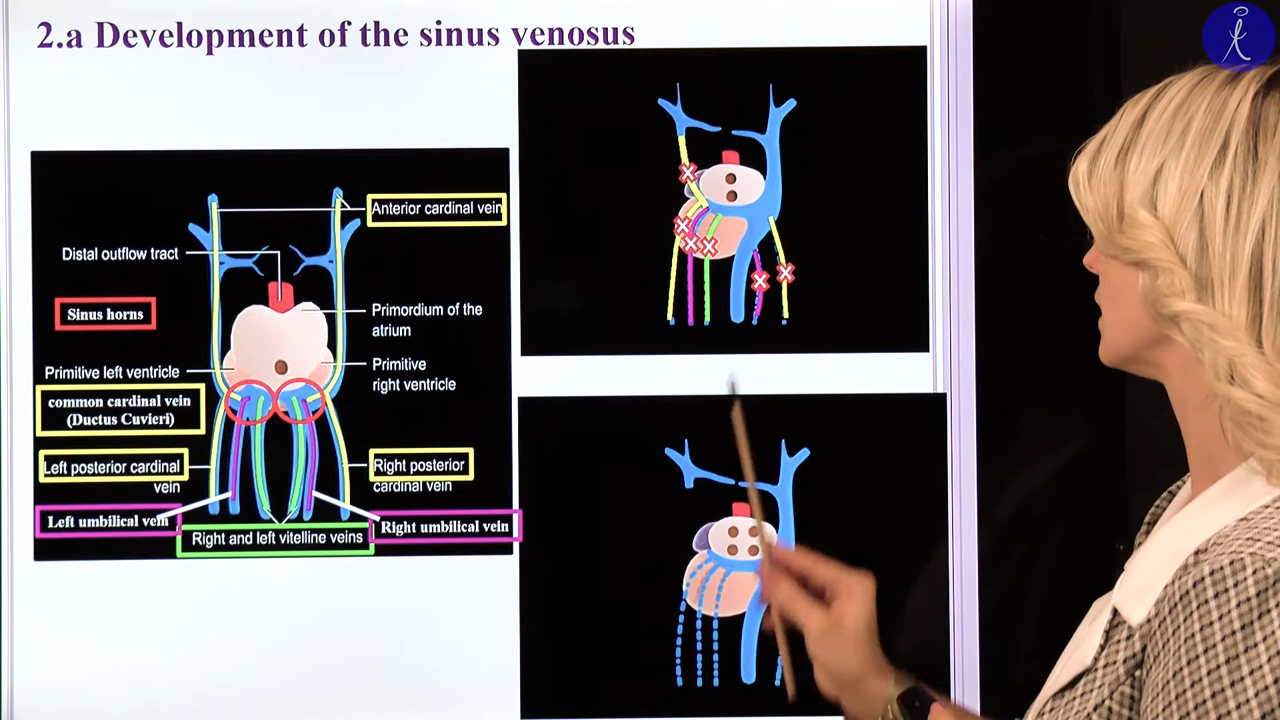 2.a Development of the sinus venosus
Anterior cardinal vein
Distal outflow tract
Sinus horns
Primordium of the
atrium
Primitive left ventricle
Primitive
right ventricle
common cardinal vein
(Ductus Cuvieri)
Left posterior cardinal
vein
Right posterior
cardinal vein
Left umbilical vein
Right umbilical vein
Right and left vitelline veins